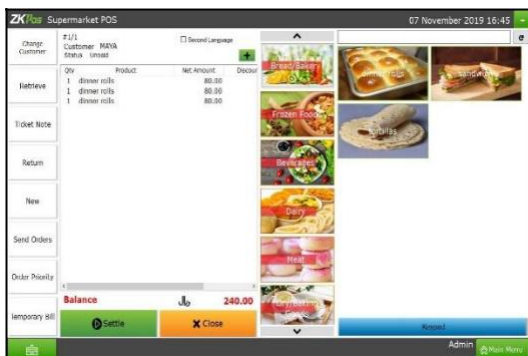 ZKPos Supermarket POS
07 November 2019 16:45
Change
Customer
Retrieve
Ticket Note
Return
New
Send Orders
Order Priority
Temporary Bill
#1/1
Customer MAYA
Status Unpaid
Second Language
Qty Product Net Amount Discour
1 dinner rolls 80.00
1 dinner rolls 80.00
1 dinner rolls 80.00
Balance 240.00
Settle
Close
Bread/Bakery
Frozen Foods
Beverages
Dairy
Meat
dinner rolls
sandwiches
tortillas
Keypad
Admin
Main Menu